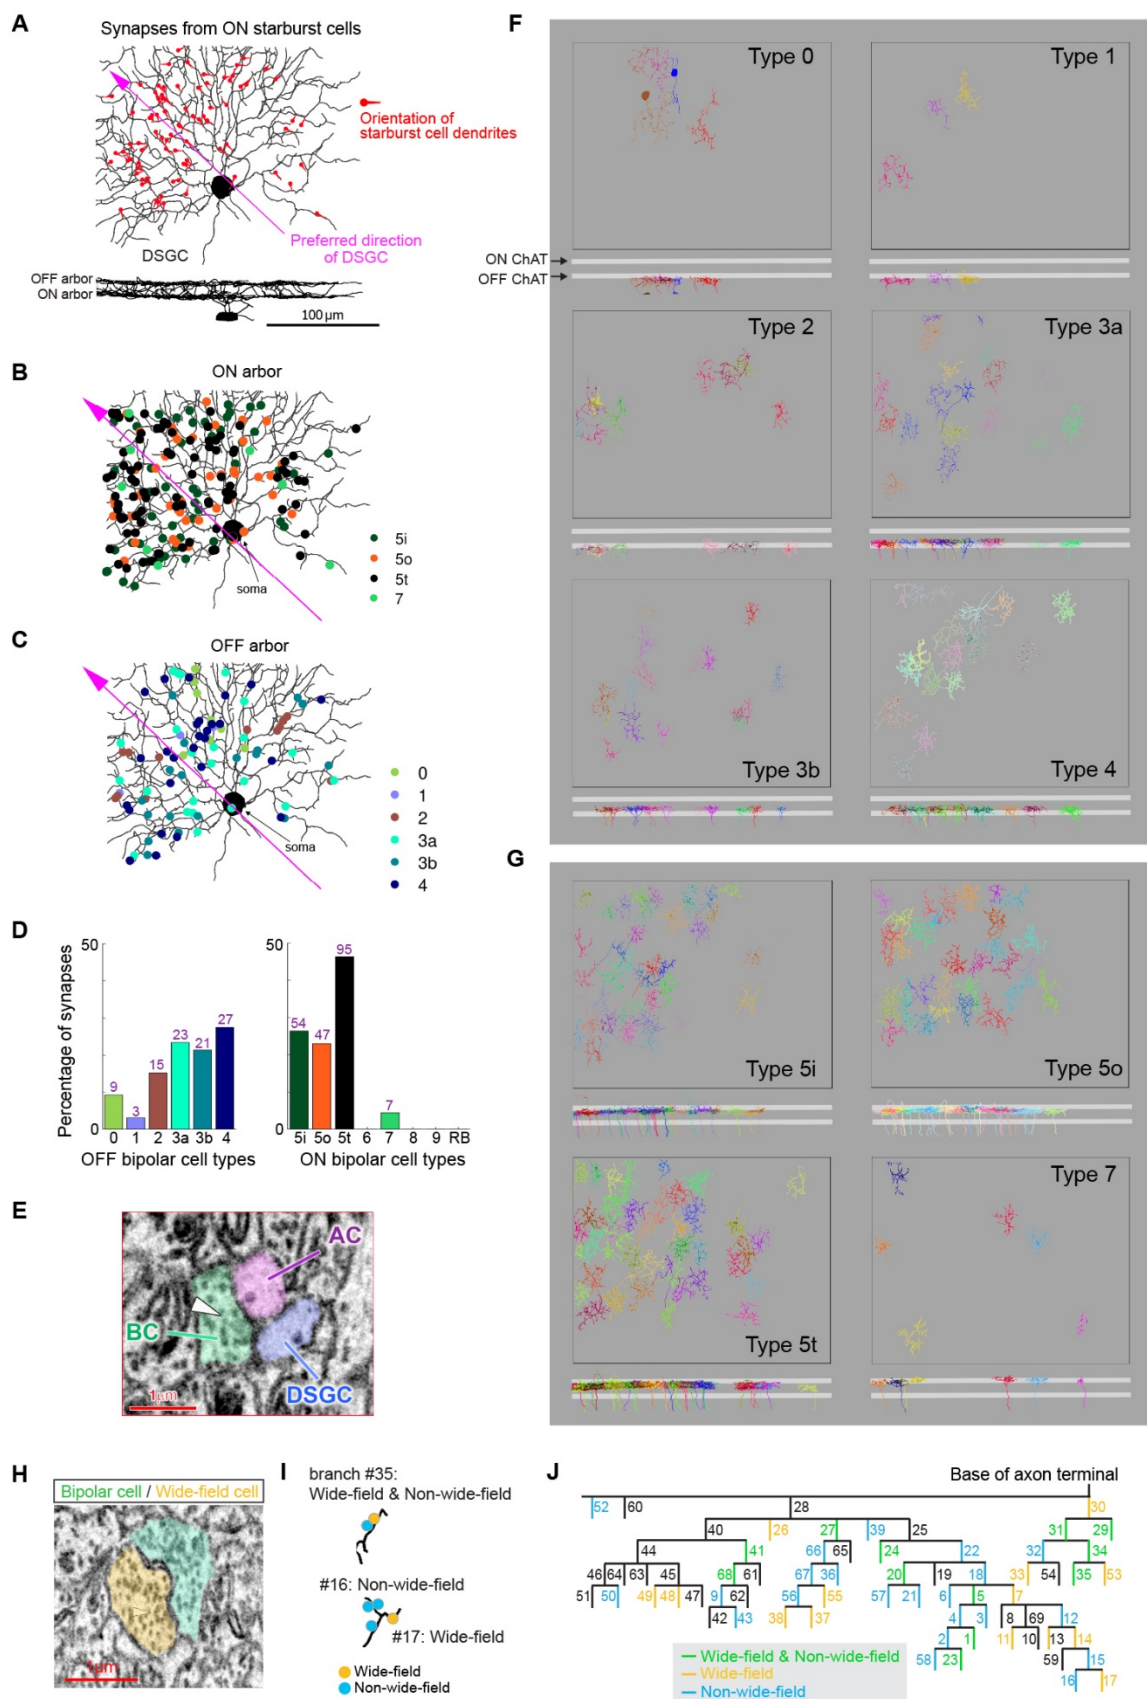 A
Synapses from ON starburst cells
Orientation of
starburst cell dendrites
Preferred direction
of DSGC
DSGC
OFF arbor
ON arbor
100 µm
B
ON arbor
5i
5o
5t
7
soma
C
OFF arbor
0
1
2
3a
3b
4
soma
D
Percentage of synapses
50
0
9
3
15
23
21
27
0 1 2 3a 3b 4
OFF bipolar cell types
50
0
54
47
95
7
5i 5o 5t 6 7 8 9 RB
ON bipolar cell types
E
AC
BC
DSGC
1µm
F
Type 0
Type 1
ON ChAT
OFF ChAT
Type 2
Type 3a
Type 3b
Type 4
G
Type 5i
Type 5o
Type 5t
Type 7
H
Bipolar cell / Wide-field cell
1µm
I
branch #35:
Wide-field & Non-wide-field
#16: Non-wide-field
#17: Wide-field
Wide-field
Non-wide-field
J
Base of axon terminal
52 60 28 30
40 26 27 39 25 31 29
44 41 66 65 24 22 32 34
46 64 63 45 68 61 67 36 20 19 18 33 54 35 53
51 50 49 48 47 9 62 56 55 57 21 6 5 7
42 43 38 37 4 3 8 69 12
2 1 11 10 13 14
58 23 59 15
16 17
Wide-field & Non-wide-field
Wide-field
Non-wide-field